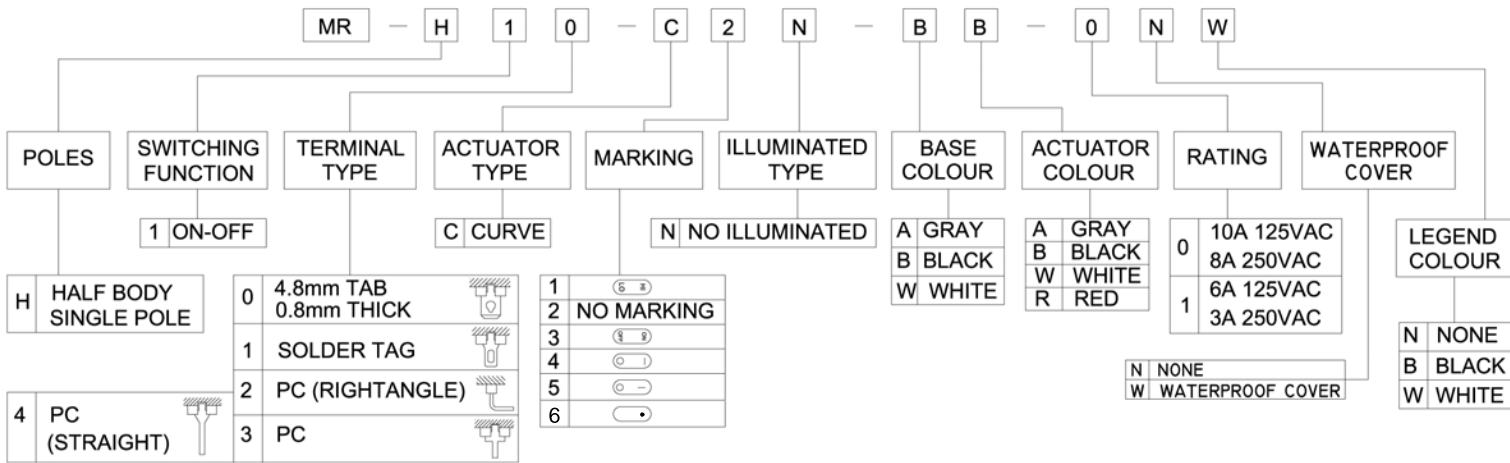 MR — H 1 0 — C 2 N — B B — 0 N W
POLES
SWITCHING
FUNCTION
TERMINAL
TYPE
ACTUATOR
TYPE
MARKING
ILLUMINATED
TYPE
BASE
COLOUR
ACTUATOR
COLOUR
RATING
WATERPROOF
COVER
LEGEND
COLOUR
H HALF BODY
SINGLE POLE
1 ON-OFF
0 4.8mm TAB
0.8mm THICK
1 SOLDER TAG
2 PC (RIGHTANGLE)
3 PC
4 PC
(STRAIGHT)
C CURVE
1
2 NO MARKING
3
4
5
6
N NO ILLUMINATED
A GRAY
B BLACK
W WHITE
A GRAY
B BLACK
W WHITE
R RED
0 10A 125VAC
8A 250VAC
1 6A 125VAC
3A 250VAC
N NONE
W WATERPROOF COVER
N NONE
B BLACK
W WHITE